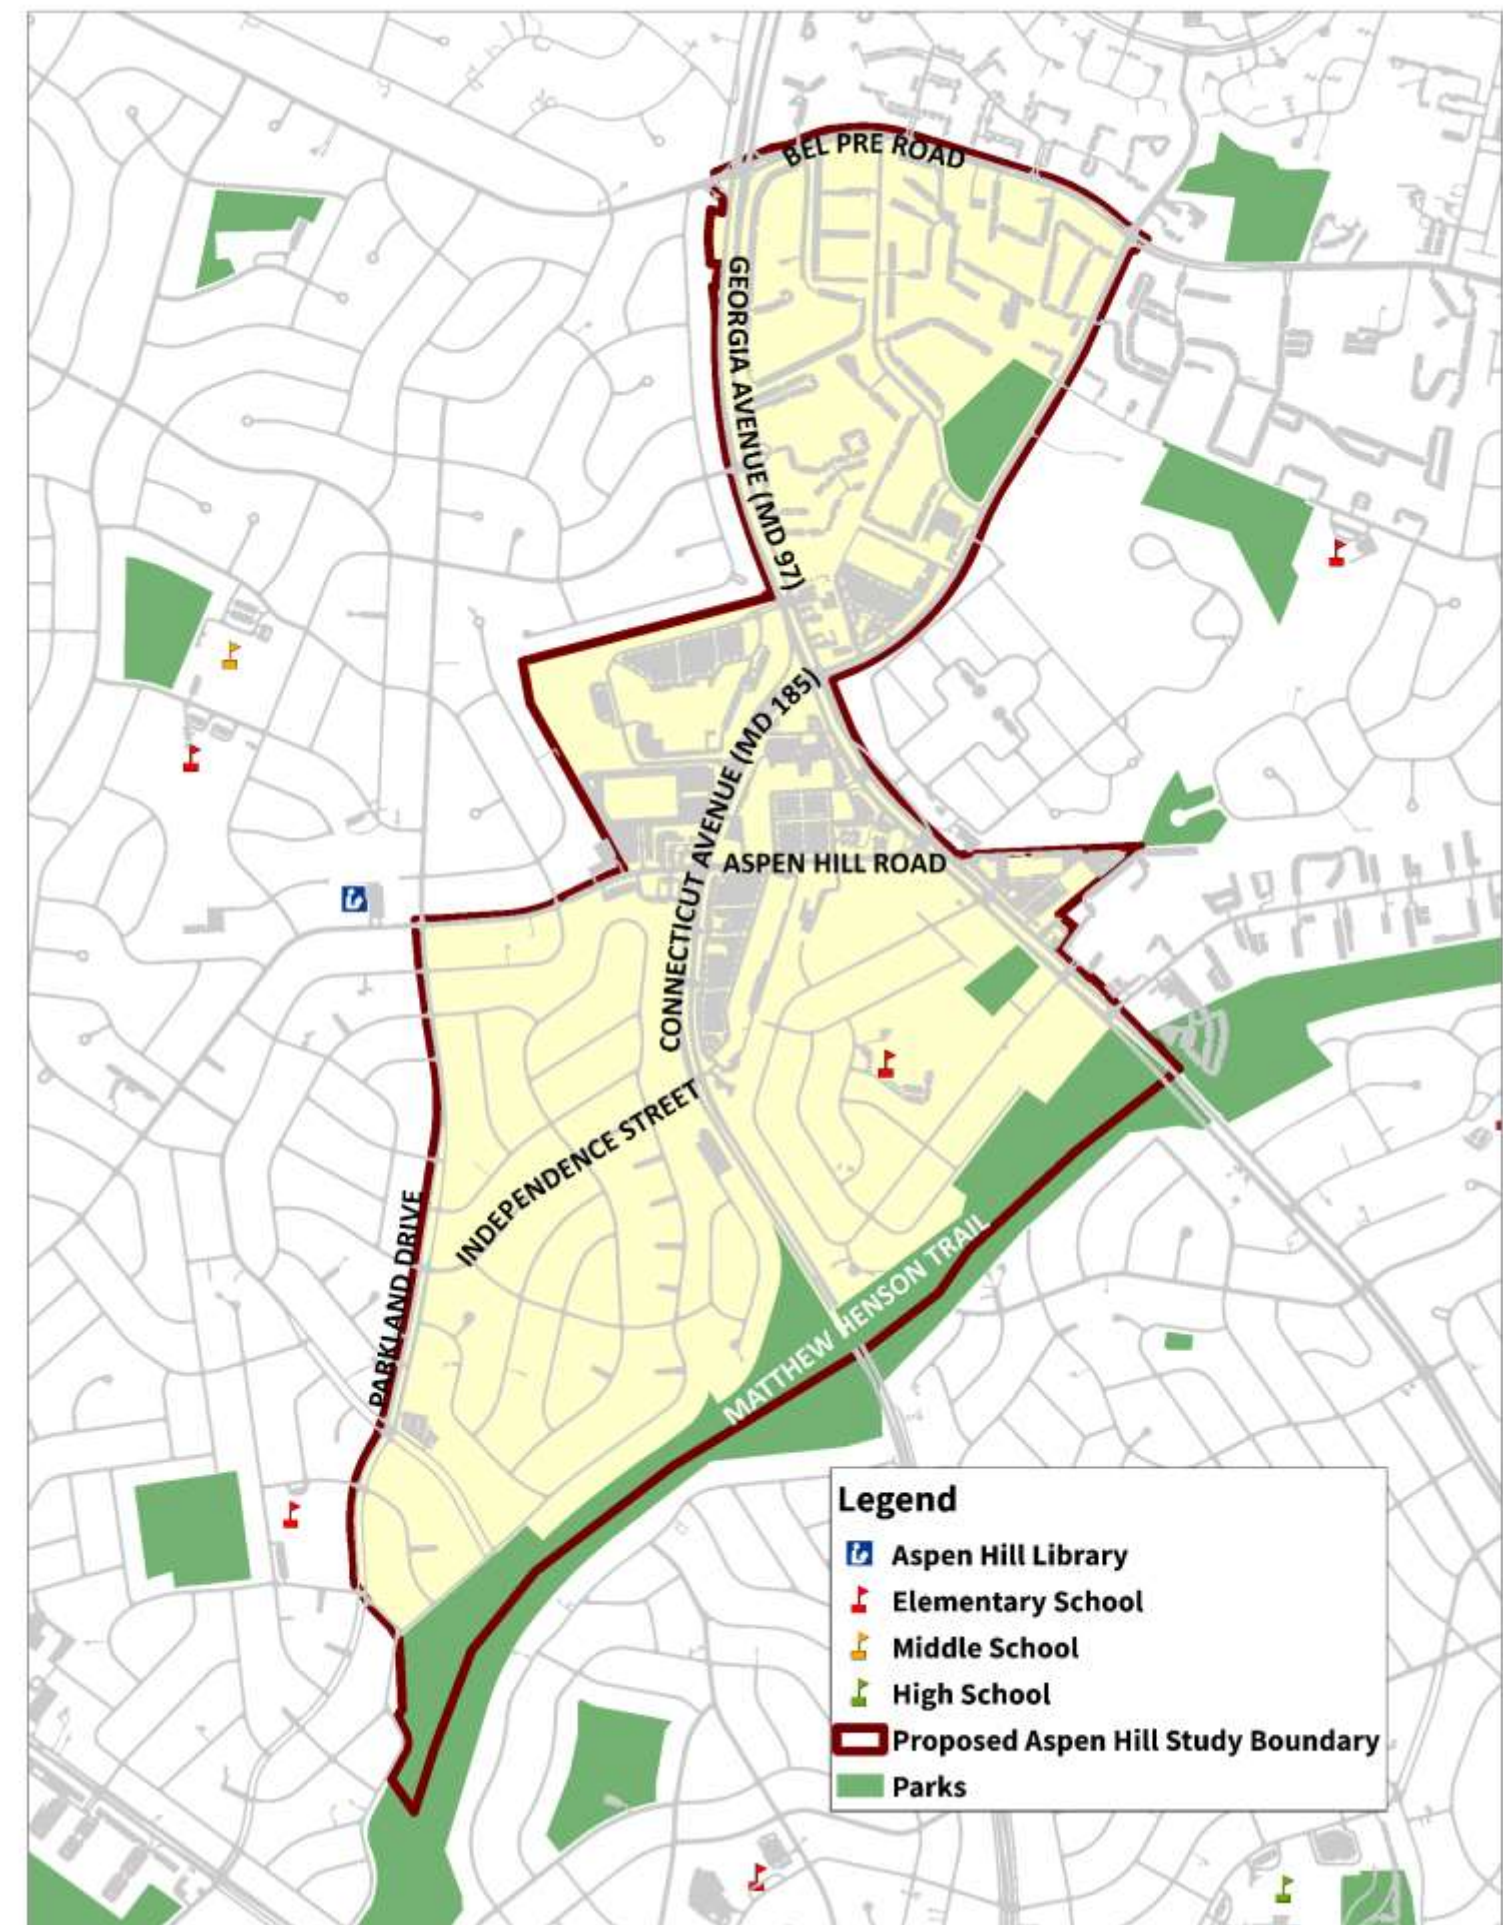 BEL PRE ROAD
GEORGIA AVENUE (MD 97)
CONNECTICUT AVENUE (MD 185)
ASPEN HILL ROAD
INDEPENDENCE STREET
PARKLAND DRIVE
MATTHEW HENSON TRAIL
Legend
Aspen Hill Library
Elementary School
Middle School
High School
Proposed Aspen Hill Study Boundary
Parks